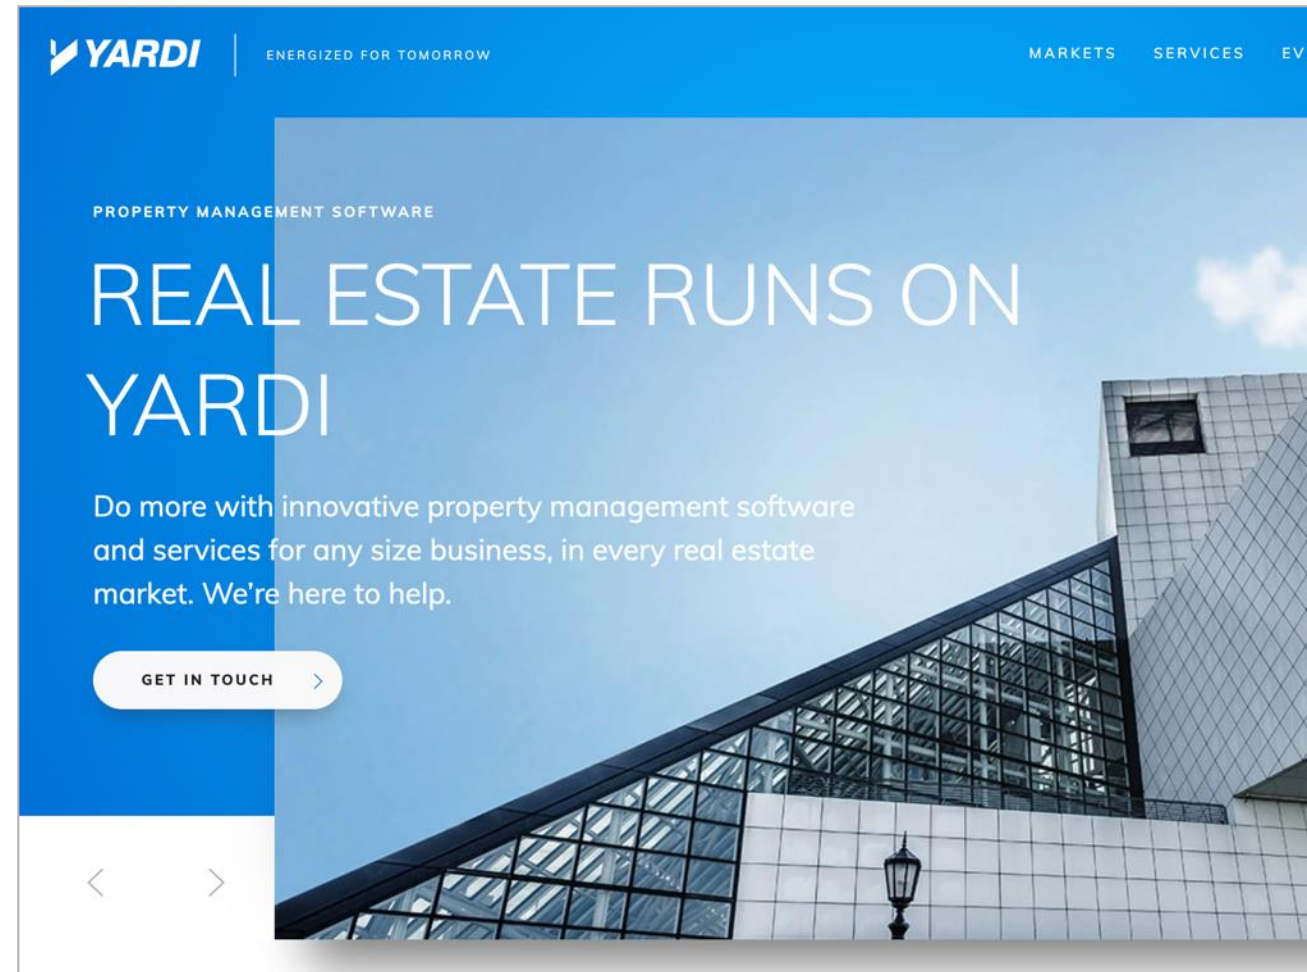 YARDI
ENERGIZED FOR TOMORROW
MARKETS SERVICES EV
PROPERTY MANAGEMENT SOFTWARE
REAL ESTATE RUNS ON
YARDI
Do more with innovative property management software
and services for any size business, in every real estate
market. We're here to help.
GET IN TOUCH